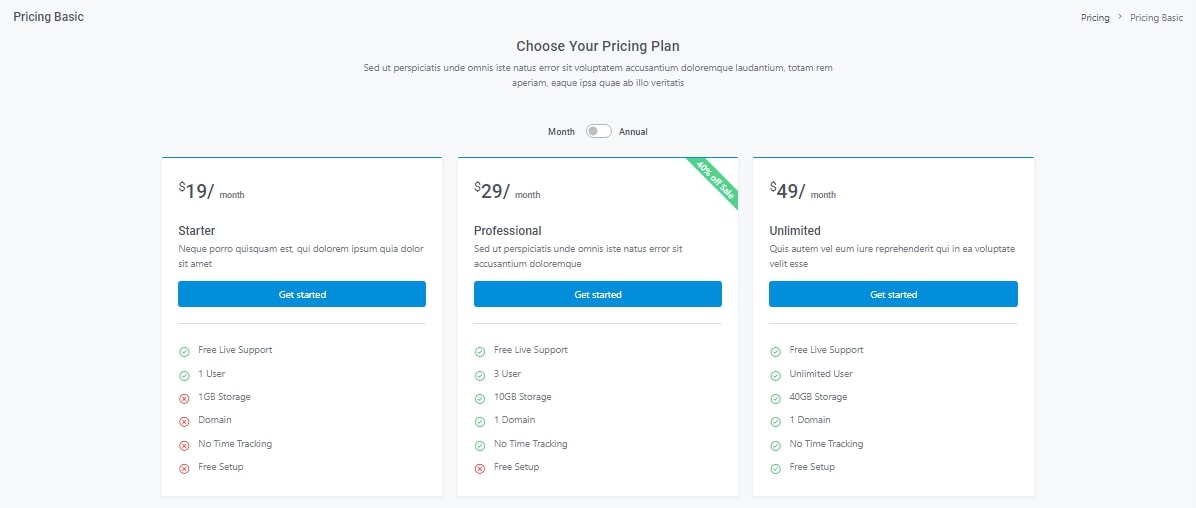 Pricing Basic
Pricing > Pricing Basic
Choose Your Pricing Plan
Sed ut perspiciatis unde omnis iste natus error sit voluptatem accusantium doloremque laudantium, totam rem
aperiam, eaque ipsa quae ab illo veritatis
Month Annual
$19/ month
Starter
Neque porro quisquam est, qui dolorem ipsum quia dolor
sit amet
Get started
Free Live Support
1 User
1GB Storage
Domain
No Time Tracking
Free Setup
40% off Sale
$29/ month
Professional
Sed ut perspiciatis unde omnis iste natus error sit
accusantium doloremque
Get started
Free Live Support
3 User
10GB Storage
1 Domain
No Time Tracking
Free Setup
$49/ month
Unlimited
Quis autem vel eum iure reprehenderit qui in ea voluptate
velit esse
Get started
Free Live Support
Unlimited User
40GB Storage
1 Domain
No Time Tracking
Free Setup